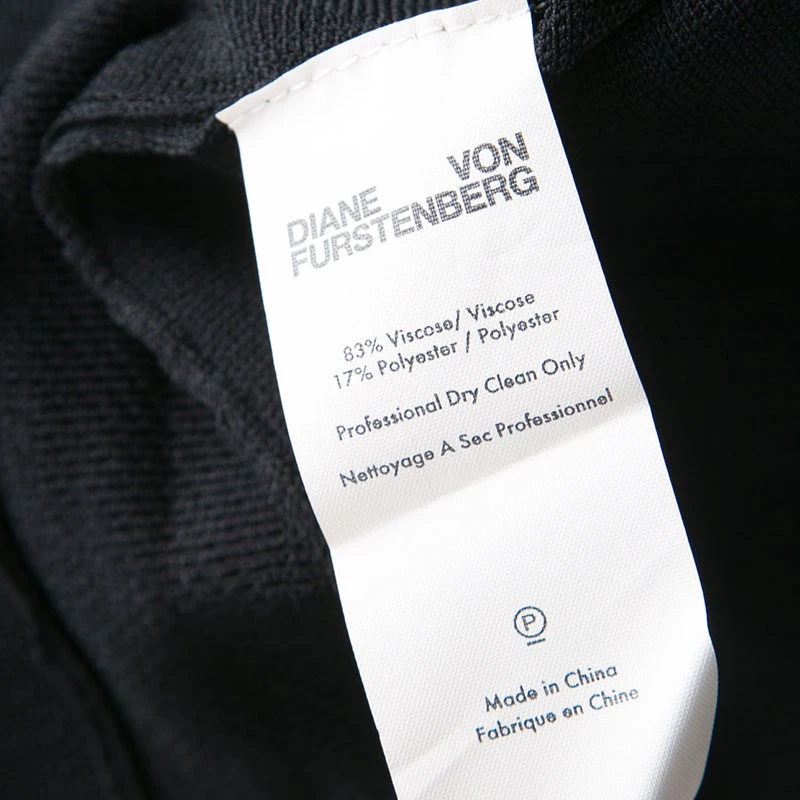 DIANE VON
FURSTENBERG
83% Viscose/ Viscose
17% Polyester / Polyester
Professional Dry Clean Only
Nettoyage A Sec Professionnel
P
Made in China
Fabrique en Chine